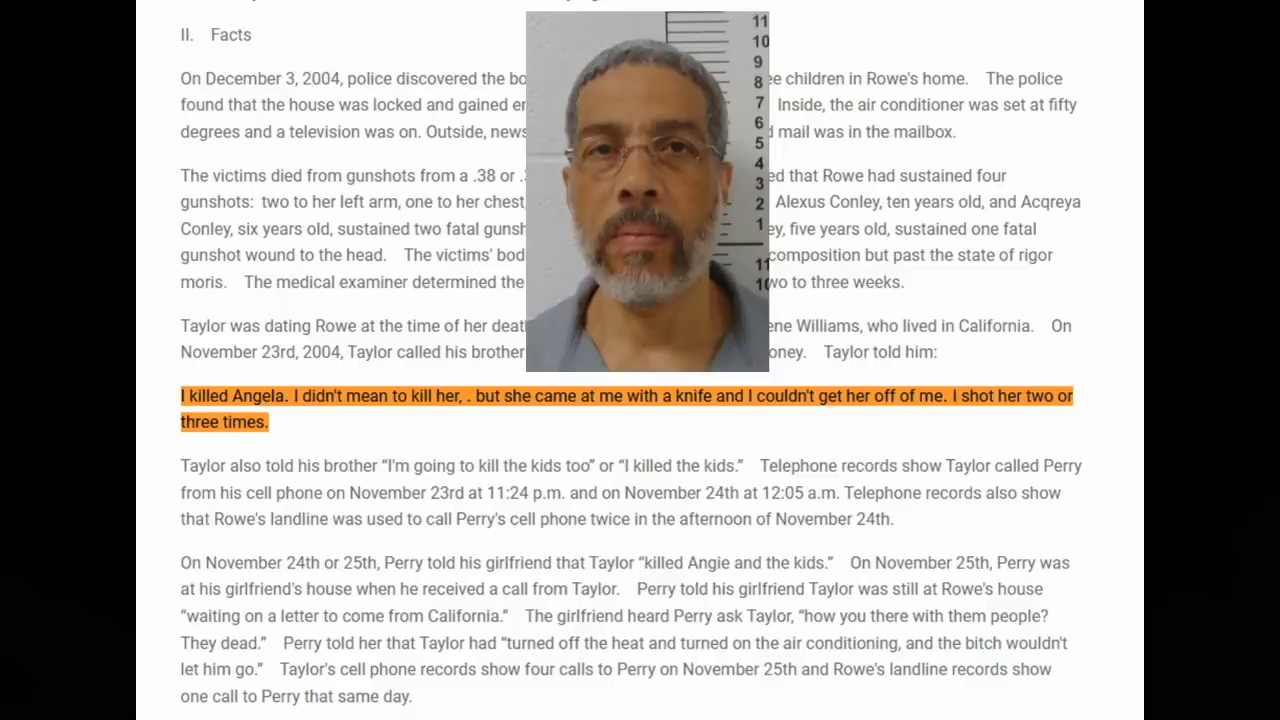 II. Facts
On December 3, 2004, police discovered the bo ee children in Rowe's home. The police
found that the house was locked and gained en Inside, the air conditioner was set at fifty
degrees and a television was on. Outside, news d mail was in the mailbox.
The victims died from gunshots from a .38 or . ed that Rowe had sustained four
gunshots: two to her left arm, one to her chest, Alexus Conley, ten years old, and Acqreya
Conley, six years old, sustained two fatal gunsh ey, five years old, sustained one fatal
gunshot wound to the head. The victims' bod composition but past the state of rigor
moris. The medical examiner determined the wo to three weeks.
Taylor was dating Rowe at the time of her deat ene Williams, who lived in California. On
November 23rd, 2004, Taylor called his brother oney. Taylor told him:
I killed Angela. I didn't mean to kill her, . but she came at me with a knife and I couldn't get her off of me. I shot her two or
three times.
Taylor also told his brother “I'm going to kill the kids too” or “I killed the kids.” Telephone records show Taylor called Perry
from his cell phone on November 23rd at 11:24 p.m. and on November 24th at 12:05 a.m. Telephone records also show
that Rowe's landline was used to call Perry's cell phone twice in the afternoon of November 24th.
On November 24th or 25th, Perry told his girlfriend that Taylor “killed Angie and the kids.” On November 25th, Perry was
at his girlfriend's house when he received a call from Taylor. Perry told his girlfriend Taylor was still at Rowe's house
“waiting on a letter to come from California.” The girlfriend heard Perry ask Taylor, “how you there with them people?
They dead.” Perry told her that Taylor had “turned off the heat and turned on the air conditioning, and the bitch wouldn't
let him go.” Taylor's cell phone records show four calls to Perry on November 25th and Rowe's landline records show
one call to Perry that same day.
11
10
9
8
7
6
5
4
3
2
1
11
10